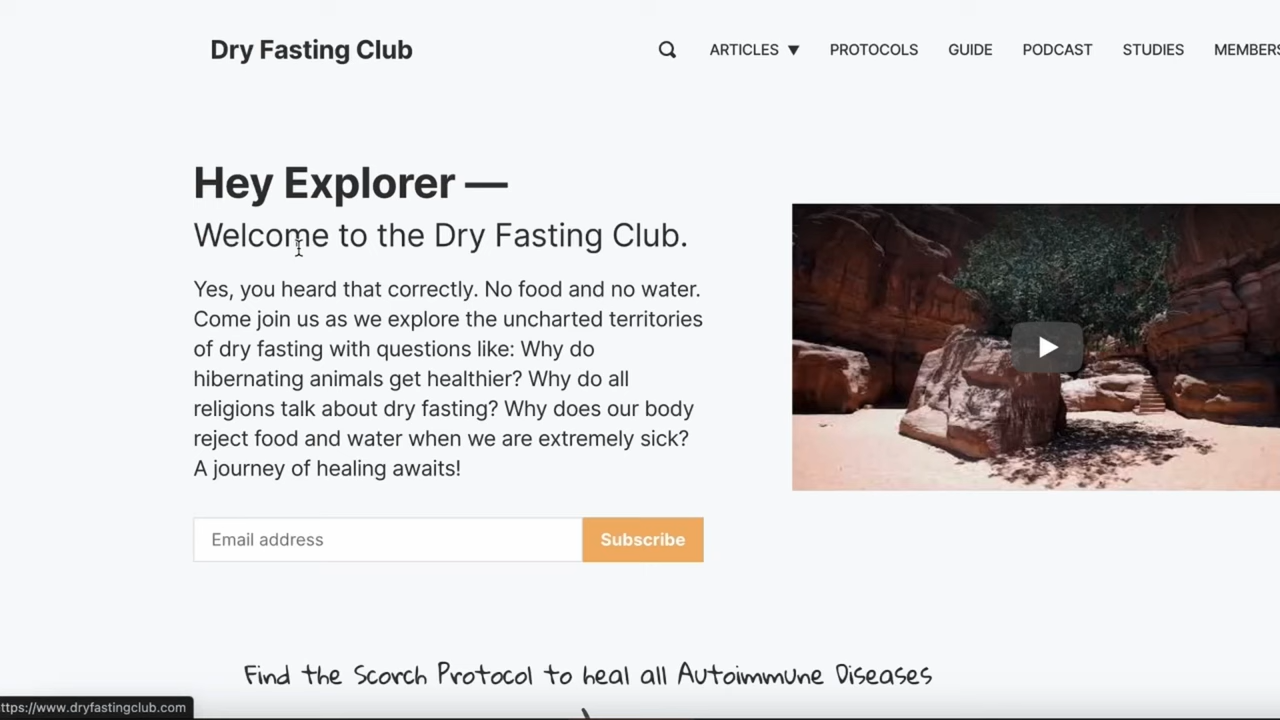 Dry Fasting Club
ARTICLES ▼ PROTOCOLS GUIDE PODCAST STUDIES MEMBERS
Hey Explorer —
Welcome to the Dry Fasting Club.
Yes, you heard that correctly. No food and no water.
Come join us as we explore the uncharted territories
of dry fasting with questions like: Why do
hibernating animals get healthier? Why do all
religions talk about dry fasting? Why does our body
reject food and water when we are extremely sick?
A journey of healing awaits!
Email address Subscribe
Find the Scorch Protocol to heal all Autoimmune Diseases
ttps://www.dryfastingclub.com